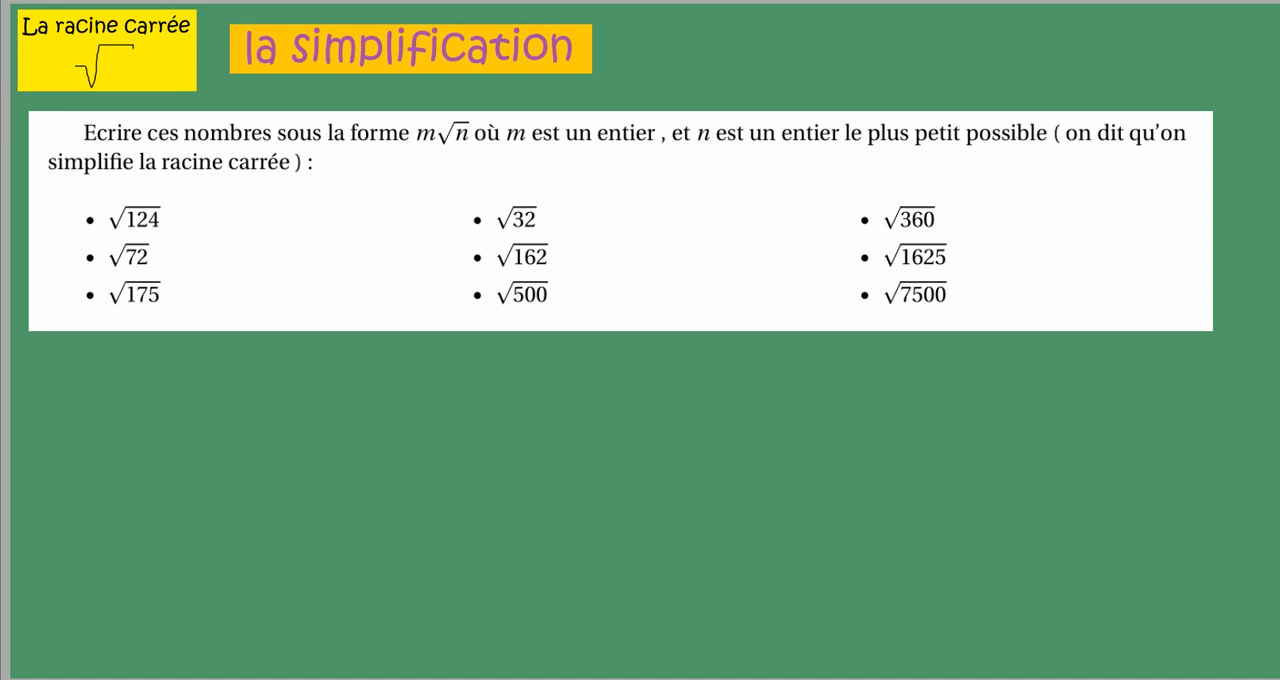 La racine carrée
√
la simplification
Ecrire ces nombres sous la forme m√n où m est un entier , et n est un entier le plus petit possible ( on dit qu'on
simplifie la racine carrée ) :
• √124 • √32 • √360
• √72 • √162 • √1625
• √175 • √500 • √7500